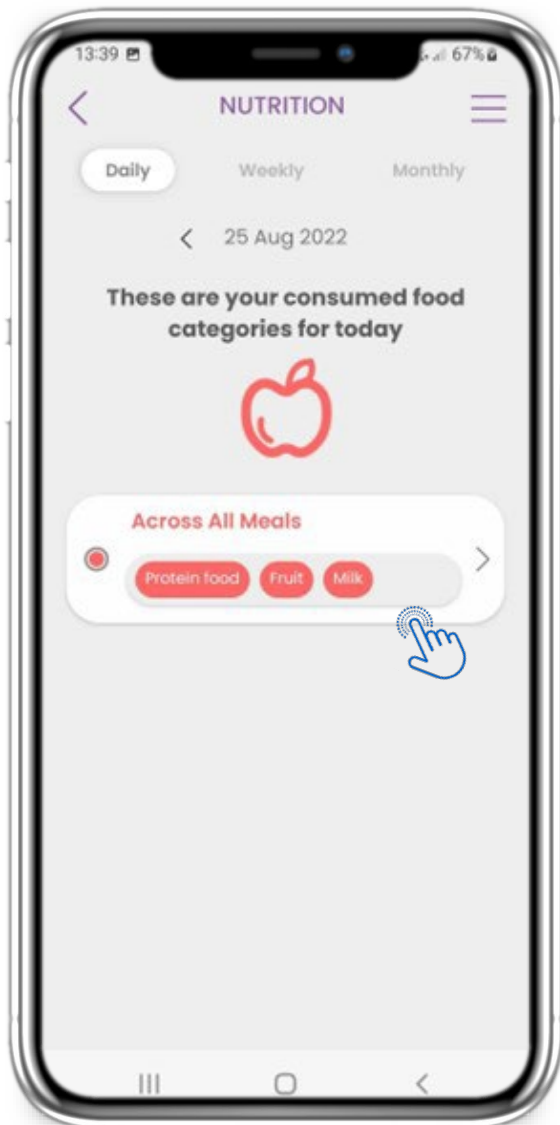 13:39 67%
NUTRITION
Daily Weekly Monthly
25 Aug 2022
These are your consumed food
categories for today
Across All Meals
Protein food Fruit Milk